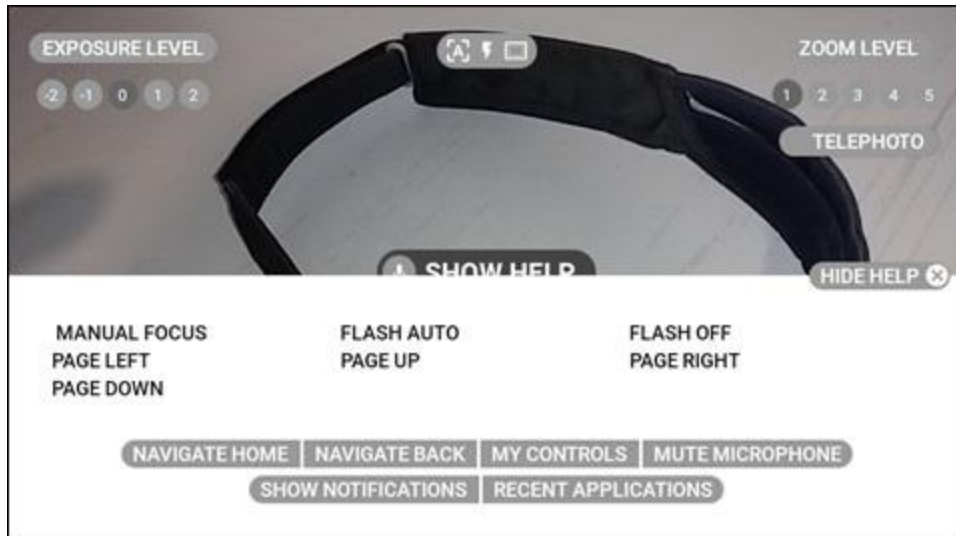 EXPOSURE LEVEL
-2 -1 0 1 2
[A]
ZOOM LEVEL
1 2 3 4 5
TELEPHOTO
SHOW HELP
HIDE HELP
MANUAL FOCUS FLASH AUTO FLASH OFF
PAGE LEFT PAGE UP PAGE RIGHT
PAGE DOWN
NAVIGATE HOME NAVIGATE BACK MY CONTROLS MUTE MICROPHONE
SHOW NOTIFICATIONS RECENT APPLICATIONS